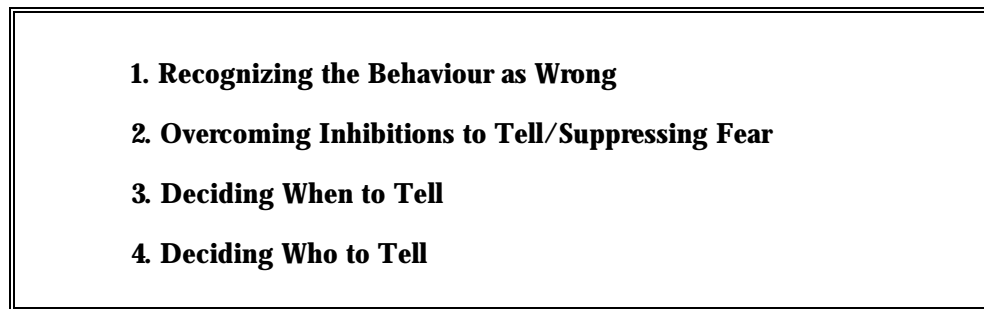 1. Recognizing the Behaviour as Wrong
2. Overcoming Inhibitions to Tell/Suppressing Fear
3. Deciding When to Tell
4. Deciding Who to Tell